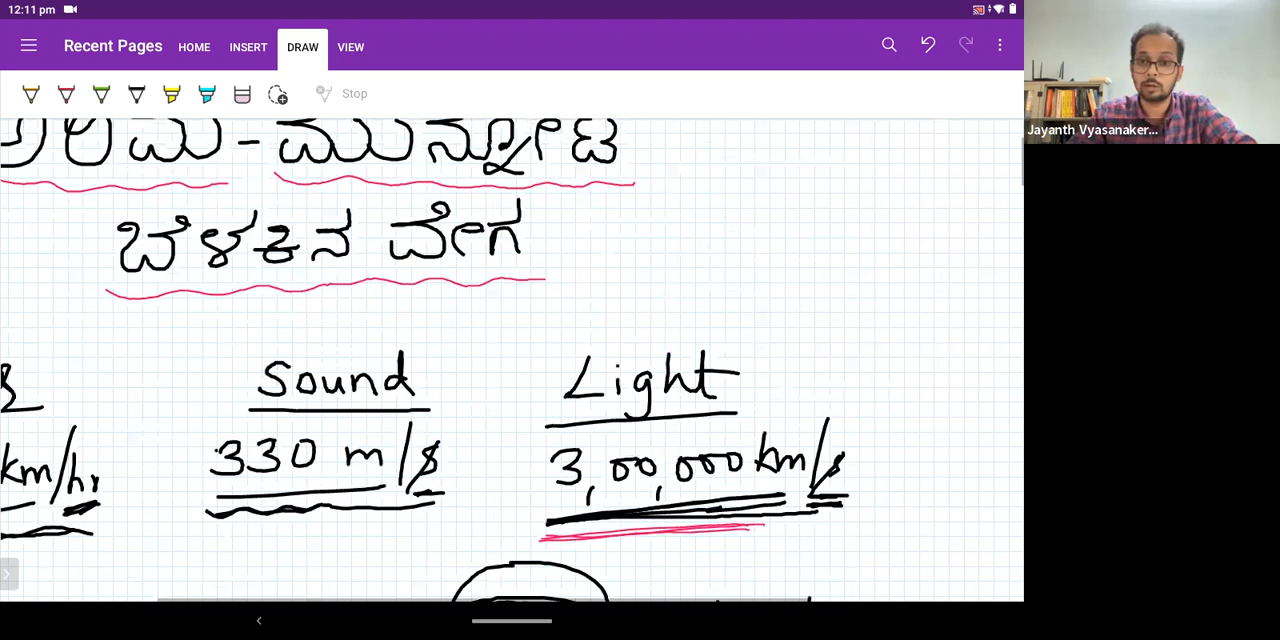 12:11 pm
Recent Pages HOME INSERT DRAW VIEW
Stop
Jayanth Vyasanaker...
ಮುನ್ನೋಟ
ಬೆಳಕಿನ ವೇಗ
Sound Light
km/hr 330 m/s 3,00,000 km/s